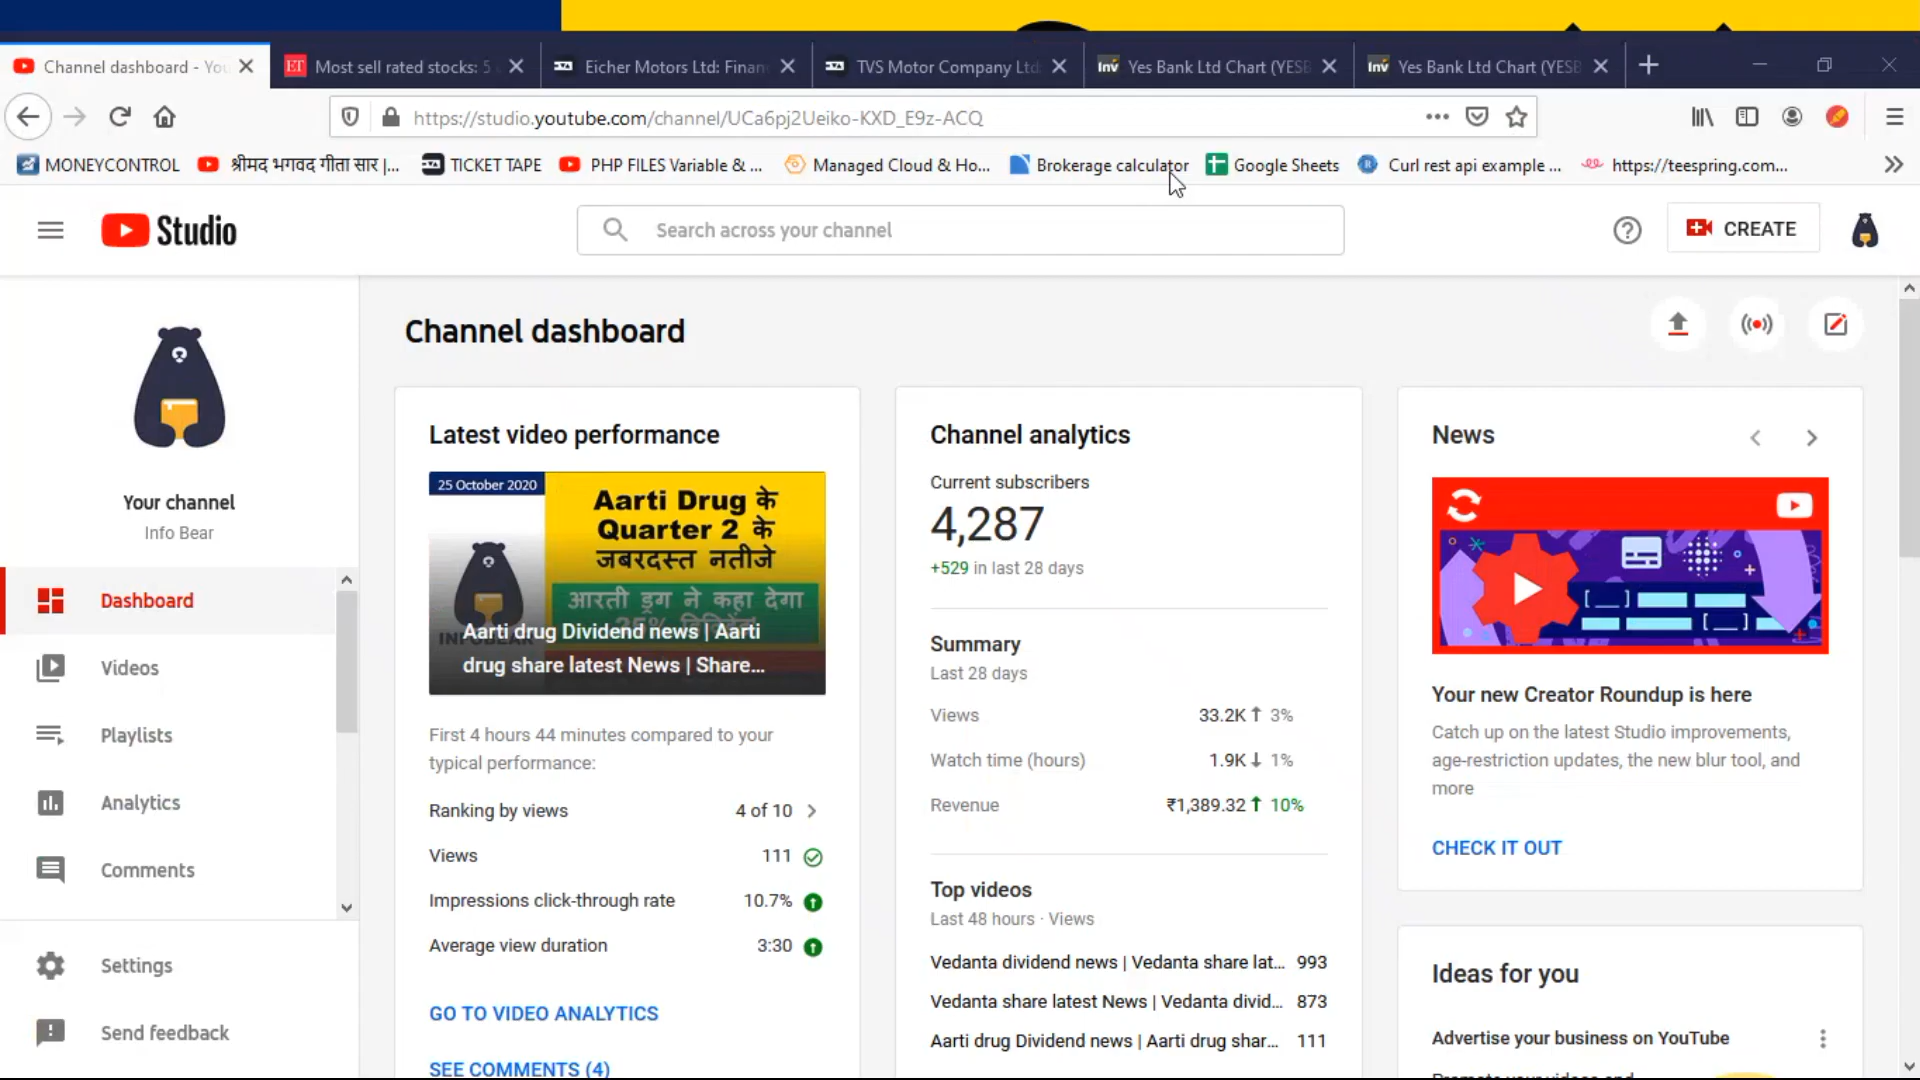 Channel dashboard - You
Most sell rated stocks: 5
Eicher Motors Ltd: Finan
TVS Motor Company Ltd
Yes Bank Ltd Chart (YESB
Yes Bank Ltd Chart (YESB
https://studio.youtube.com/channel/UCa6pj2Ueiko-KXD_E9z-ACQ
MONEYCONTROL
श्रीमद भगवद गीता सार |...
TICKET TAPE
PHP FILES Variable & ...
Managed Cloud & Ho...
Brokerage calculator
Google Sheets
Curl rest api example ...
https://teespring.com...
Studio
Search across your channel
CREATE
Your channel
Info Bear
Dashboard
Videos
Playlists
Analytics
Comments
Settings
Send feedback
Channel dashboard
Latest video performance
25 October 2020
Aarti Drug के
Quarter 2 के
जबरदस्त नतीजे
आरती ड्रग ने कहा देगा
Aarti drug Dividend news | Aarti
drug share latest News | Share...
First 4 hours 44 minutes compared to your
typical performance:
Ranking by views 4 of 10
Views 111
Impressions click-through rate 10.7%
Average view duration 3:30
GO TO VIDEO ANALYTICS
SEE COMMENTS (4)
Channel analytics
Current subscribers
4,287
+529 in last 28 days
Summary
Last 28 days
Views 33.2K 3%
Watch time (hours) 1.9K 1%
Revenue ₹1,389.32 10%
Top videos
Last 48 hours · Views
Vedanta dividend news | Vedanta share lat... 993
Vedanta share latest News | Vedanta divid... 873
Aarti drug Dividend news | Aarti drug shar... 111
News
Your new Creator Roundup is here
Catch up on the latest Studio improvements,
age-restriction updates, the new blur tool, and
more
CHECK IT OUT
Ideas for you
Advertise your business on YouTube